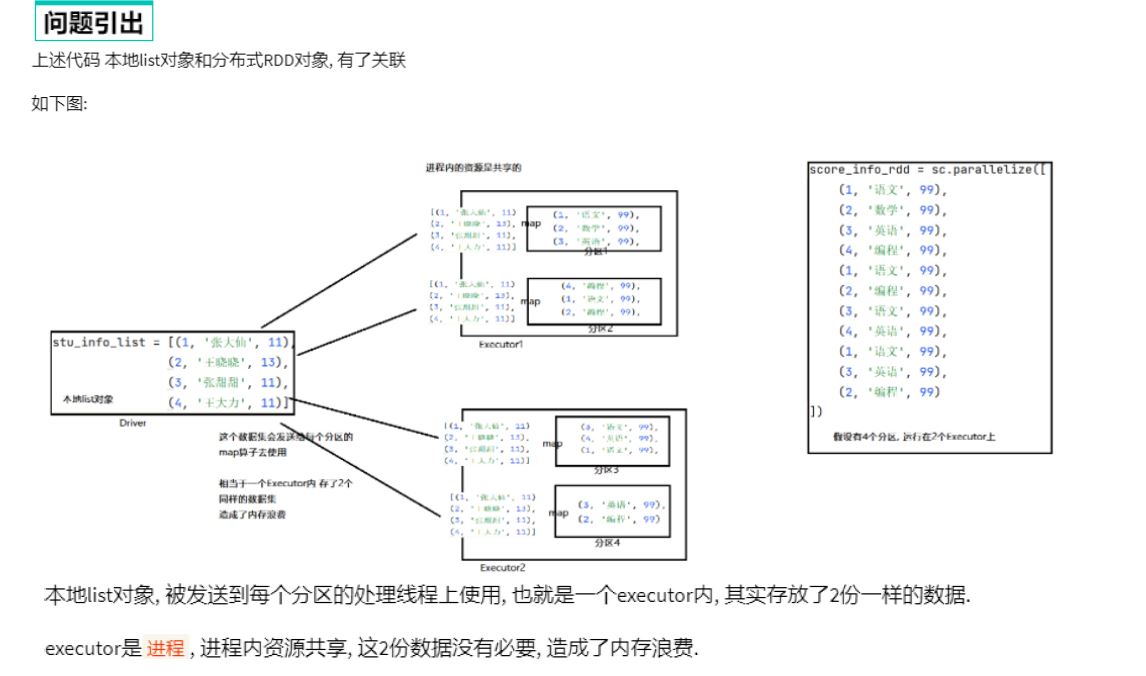 问题引出
上述代码 本地list对象和分布式RDD对象, 有了关联
如下图:
进程内的资源是共享的
[(1, '张大仙', 11)
(2, '王晓晓', 13),
(3, '张甜甜', 11),
(4, '王大力', 11)]
map
(1, '语文', 99),
(2, '数学', 99),
(3, '英语', 99),
分区1
[(1, '张大仙', 11)
(2, '王晓晓', 13),
(3, '张甜甜', 11),
(4, '王大力', 11)]
map
(4, '编程', 99),
(1, '语文', 99),
(2, '编程', 99),
分区2
Executor1
stu_info_list = [(1, '张大仙', 11),
(2, '王晓晓', 13),
(3, '张甜甜', 11),
(4, '王大力', 11)]
本地list对象
Driver
这个数据集会发送给每个分区的
map算子去使用
相当于一个Executor内 存了2个
同样的数据集
造成了内存浪费
[(1, '张大仙', 11)
(2, '王晓晓', 13),
(3, '张甜甜', 11),
(4, '王大力', 11)]
map
(3, '语文', 99),
(4, '英语', 99),
(1, '语文', 99),
分区3
[(1, '张大仙', 11)
(2, '王晓晓', 13),
(3, '张甜甜', 11),
(4, '王大力', 11)]
map
(3, '英语', 99),
(2, '编程', 99)
分区4
Executor2
score_info_rdd = sc.parallelize([
(1, '语文', 99),
(2, '数学', 99),
(3, '英语', 99),
(4, '编程', 99),
(1, '语文', 99),
(2, '编程', 99),
(3, '语文', 99),
(4, '英语', 99),
(1, '语文', 99),
(3, '英语', 99),
(2, '编程', 99)
])
假设有4个分区, 运行在2个Executor上
本地list对象, 被发送到每个分区的处理线程上使用, 也就是一个executor内, 其实存放了2份一样的数据.
executor是 进程 , 进程内资源共享, 这2份数据没有必要, 造成了内存浪费.